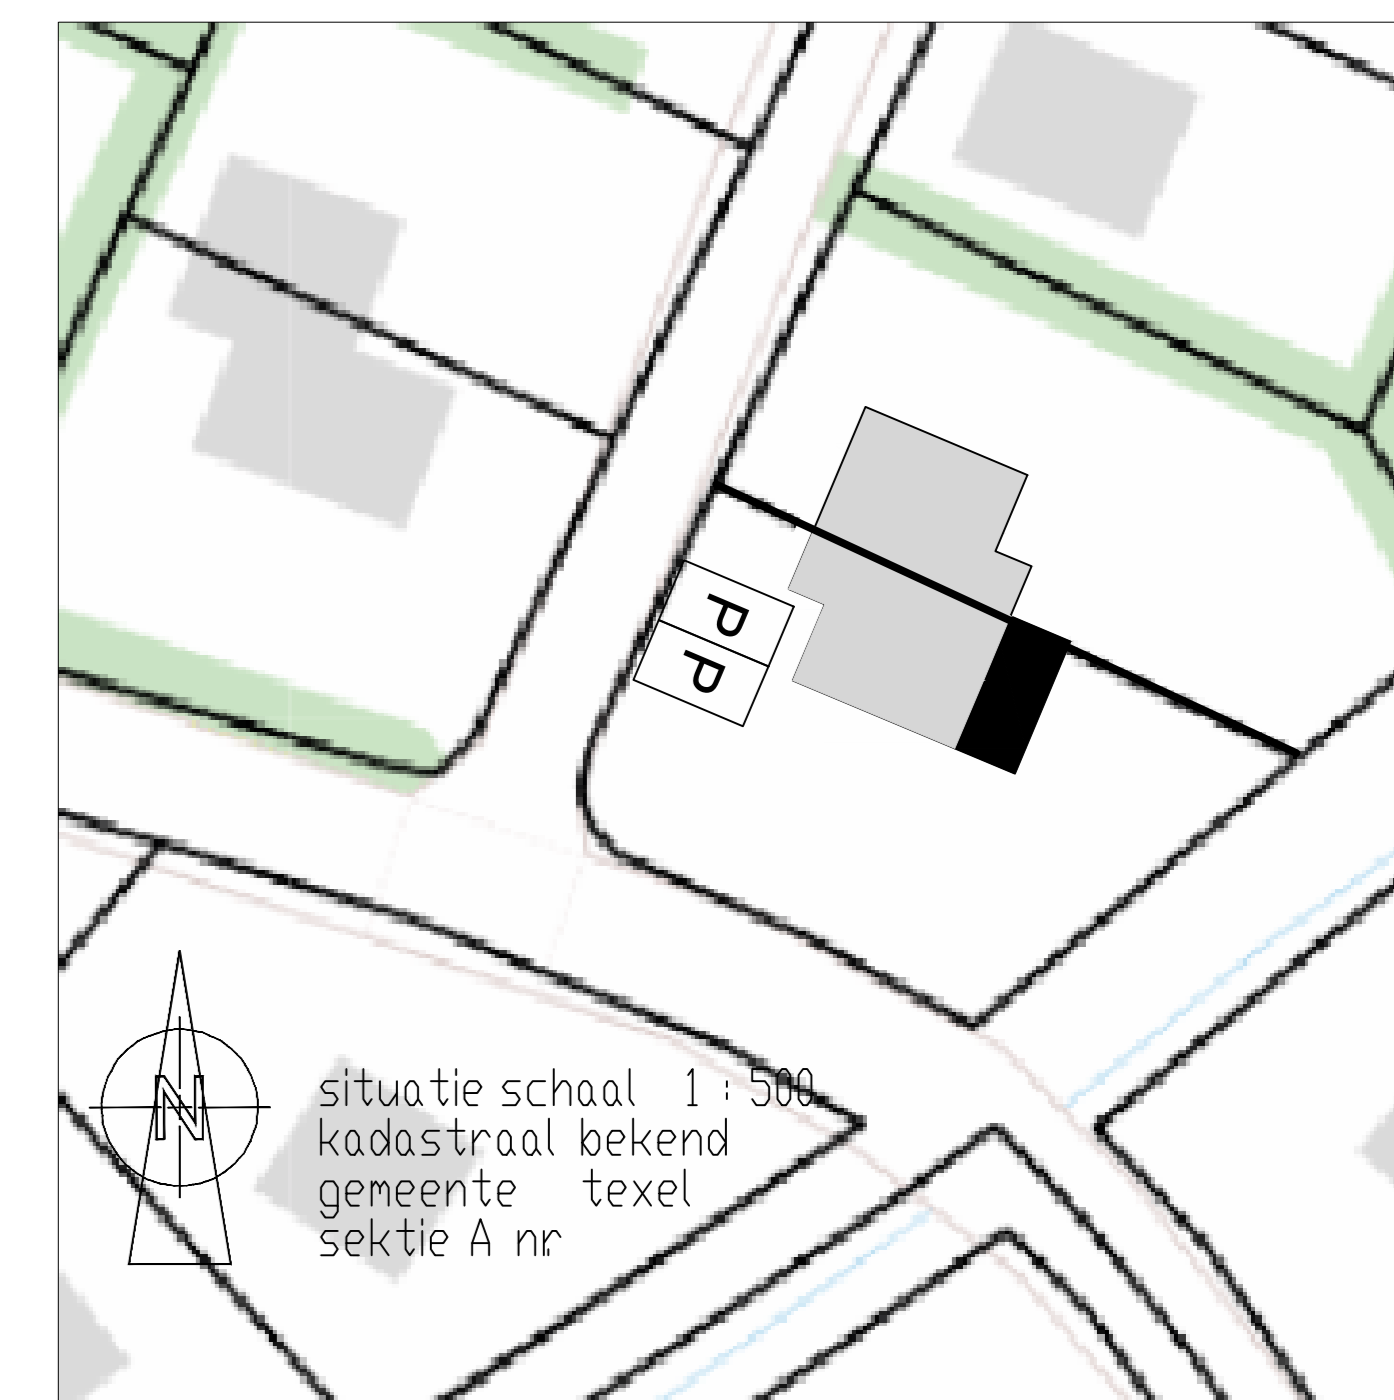 P
P
N
situatie schaal 1 : 500
kadastraal bekend
gemeente texel
sektie A nr